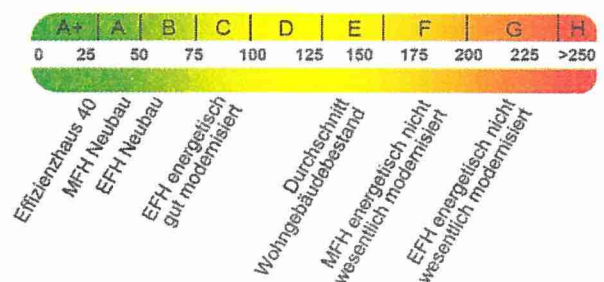 A+ A B C D E F G H
0 25 50 75 100 125 150 175 200 225 >250
Effizienzhaus 40
MFH Neubau
EFH Neubau
EFH energetisch
gut modernisiert
Durchschnitt
Wohngebäudebestand
MFH energetisch nicht
wesentlich modernisiert
EFH energetisch nicht
wesentlich modernisiert